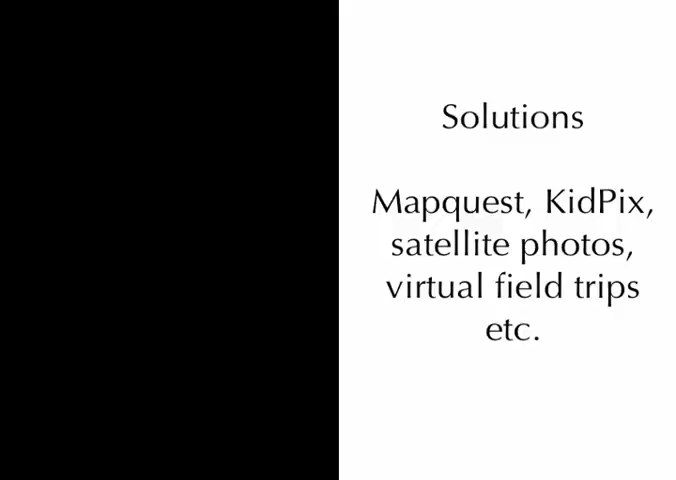 Solutions
Mapquest, KidPix,
satellite photos,
virtual field trips
etc.